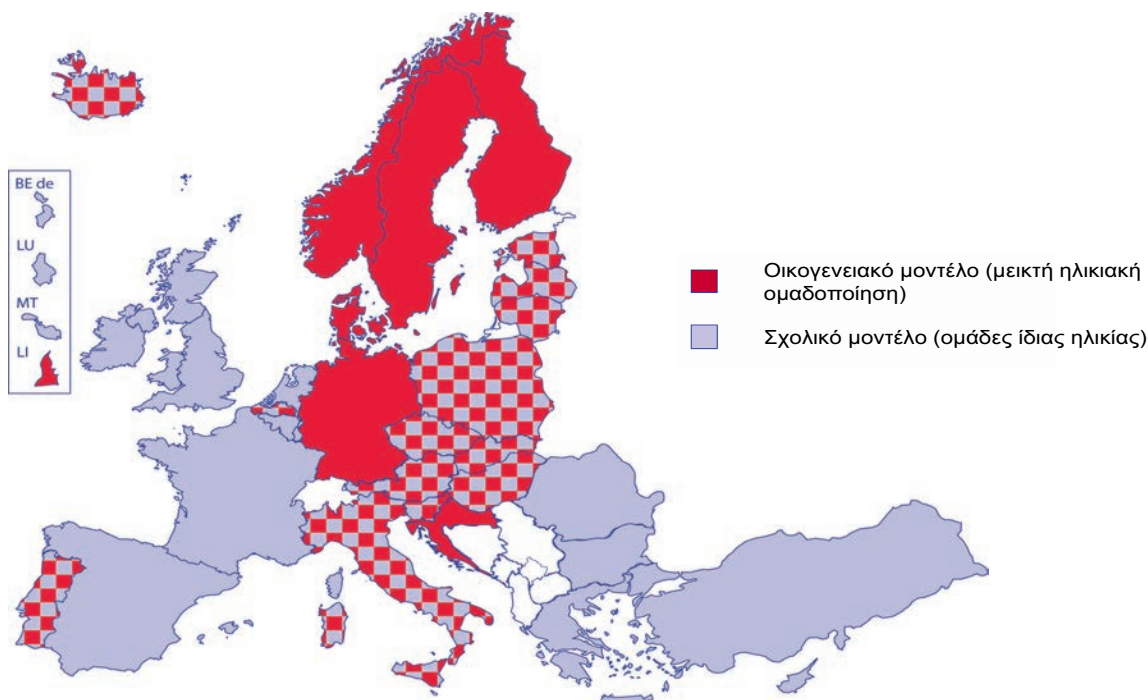 BE de
LU
MT
LI
Οικογενειακό μοντέλο (μεικτή ηλικιακή
ομαδοποίηση)
Σχολικό μοντέλο (ομάδες ίδιας ηλικίας)